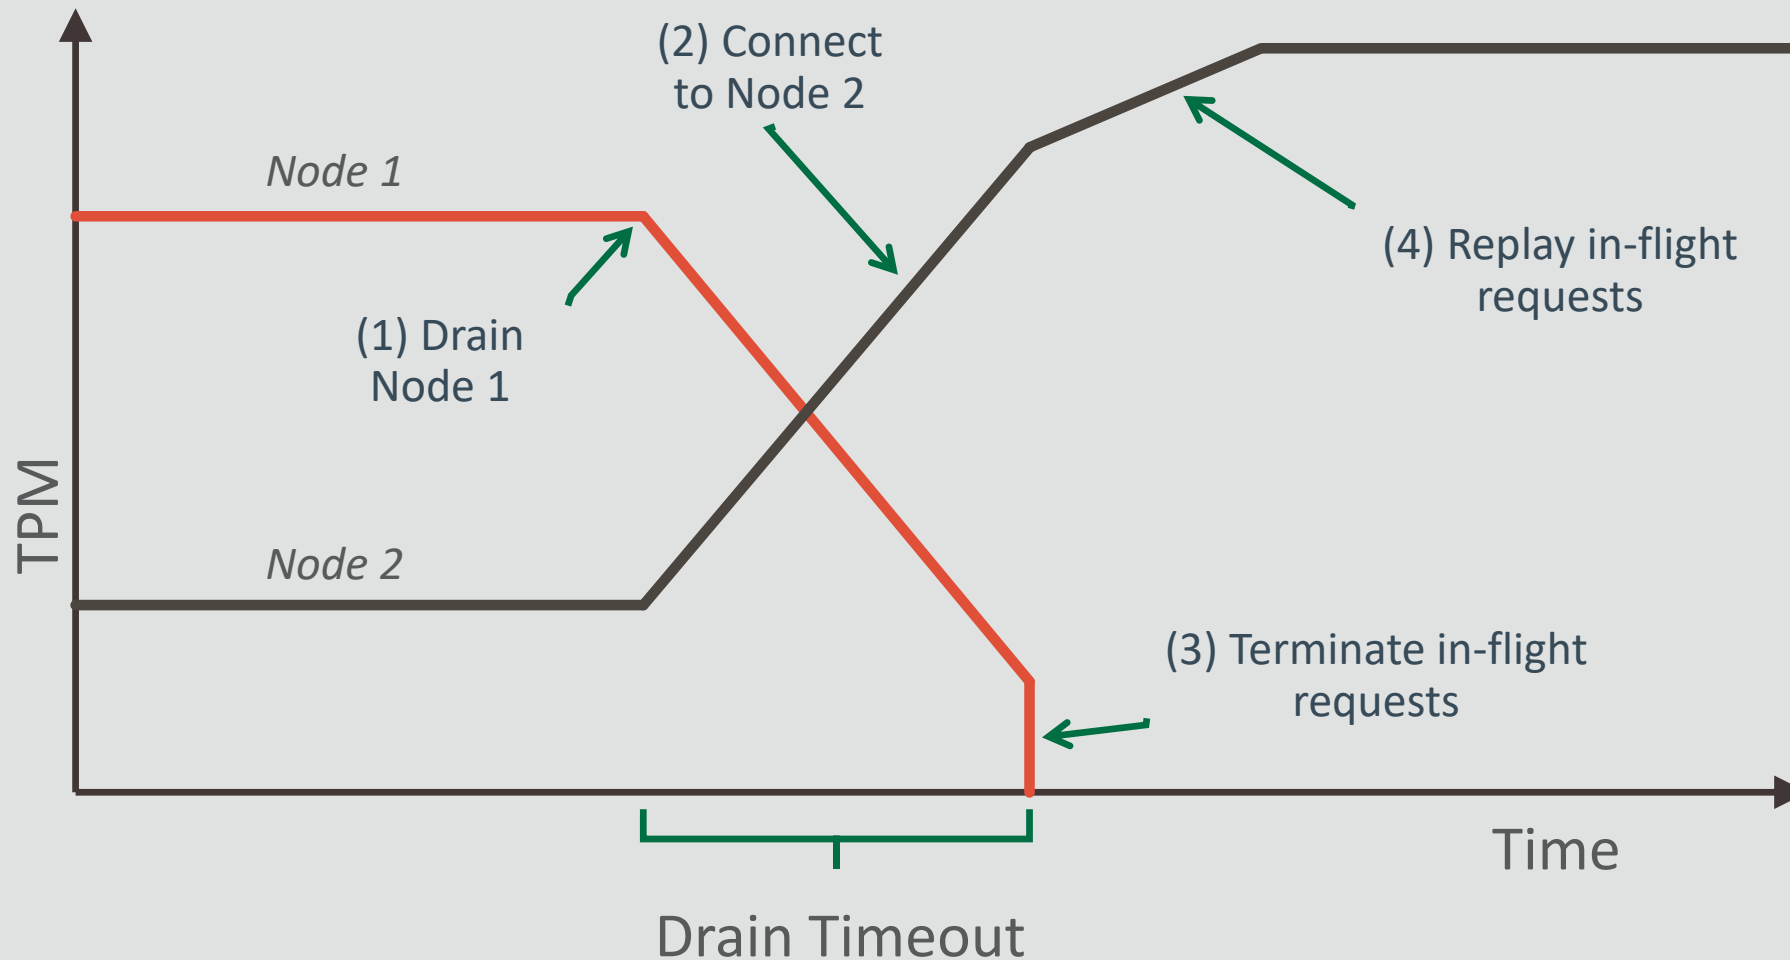 (2) Connect
to Node 2
Node 1
(4) Replay in-flight
requests
(1) Drain
Node 1
TPM
Node 2
(3) Terminate in-flight
requests
Time
Drain Timeout